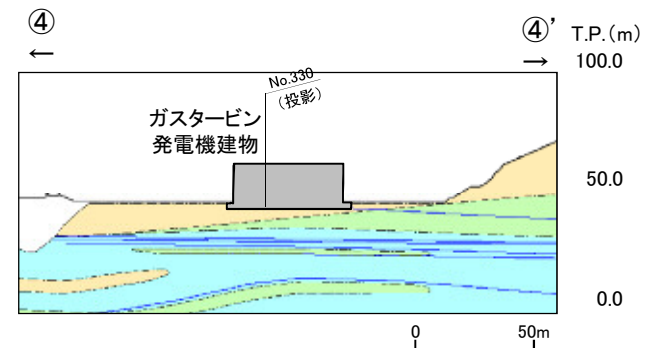 ④ ④’ T.P.(m)
← →
100.0
No.330
(投影)
ガスタービン
発電機建物
50.0
0.0
0 50m